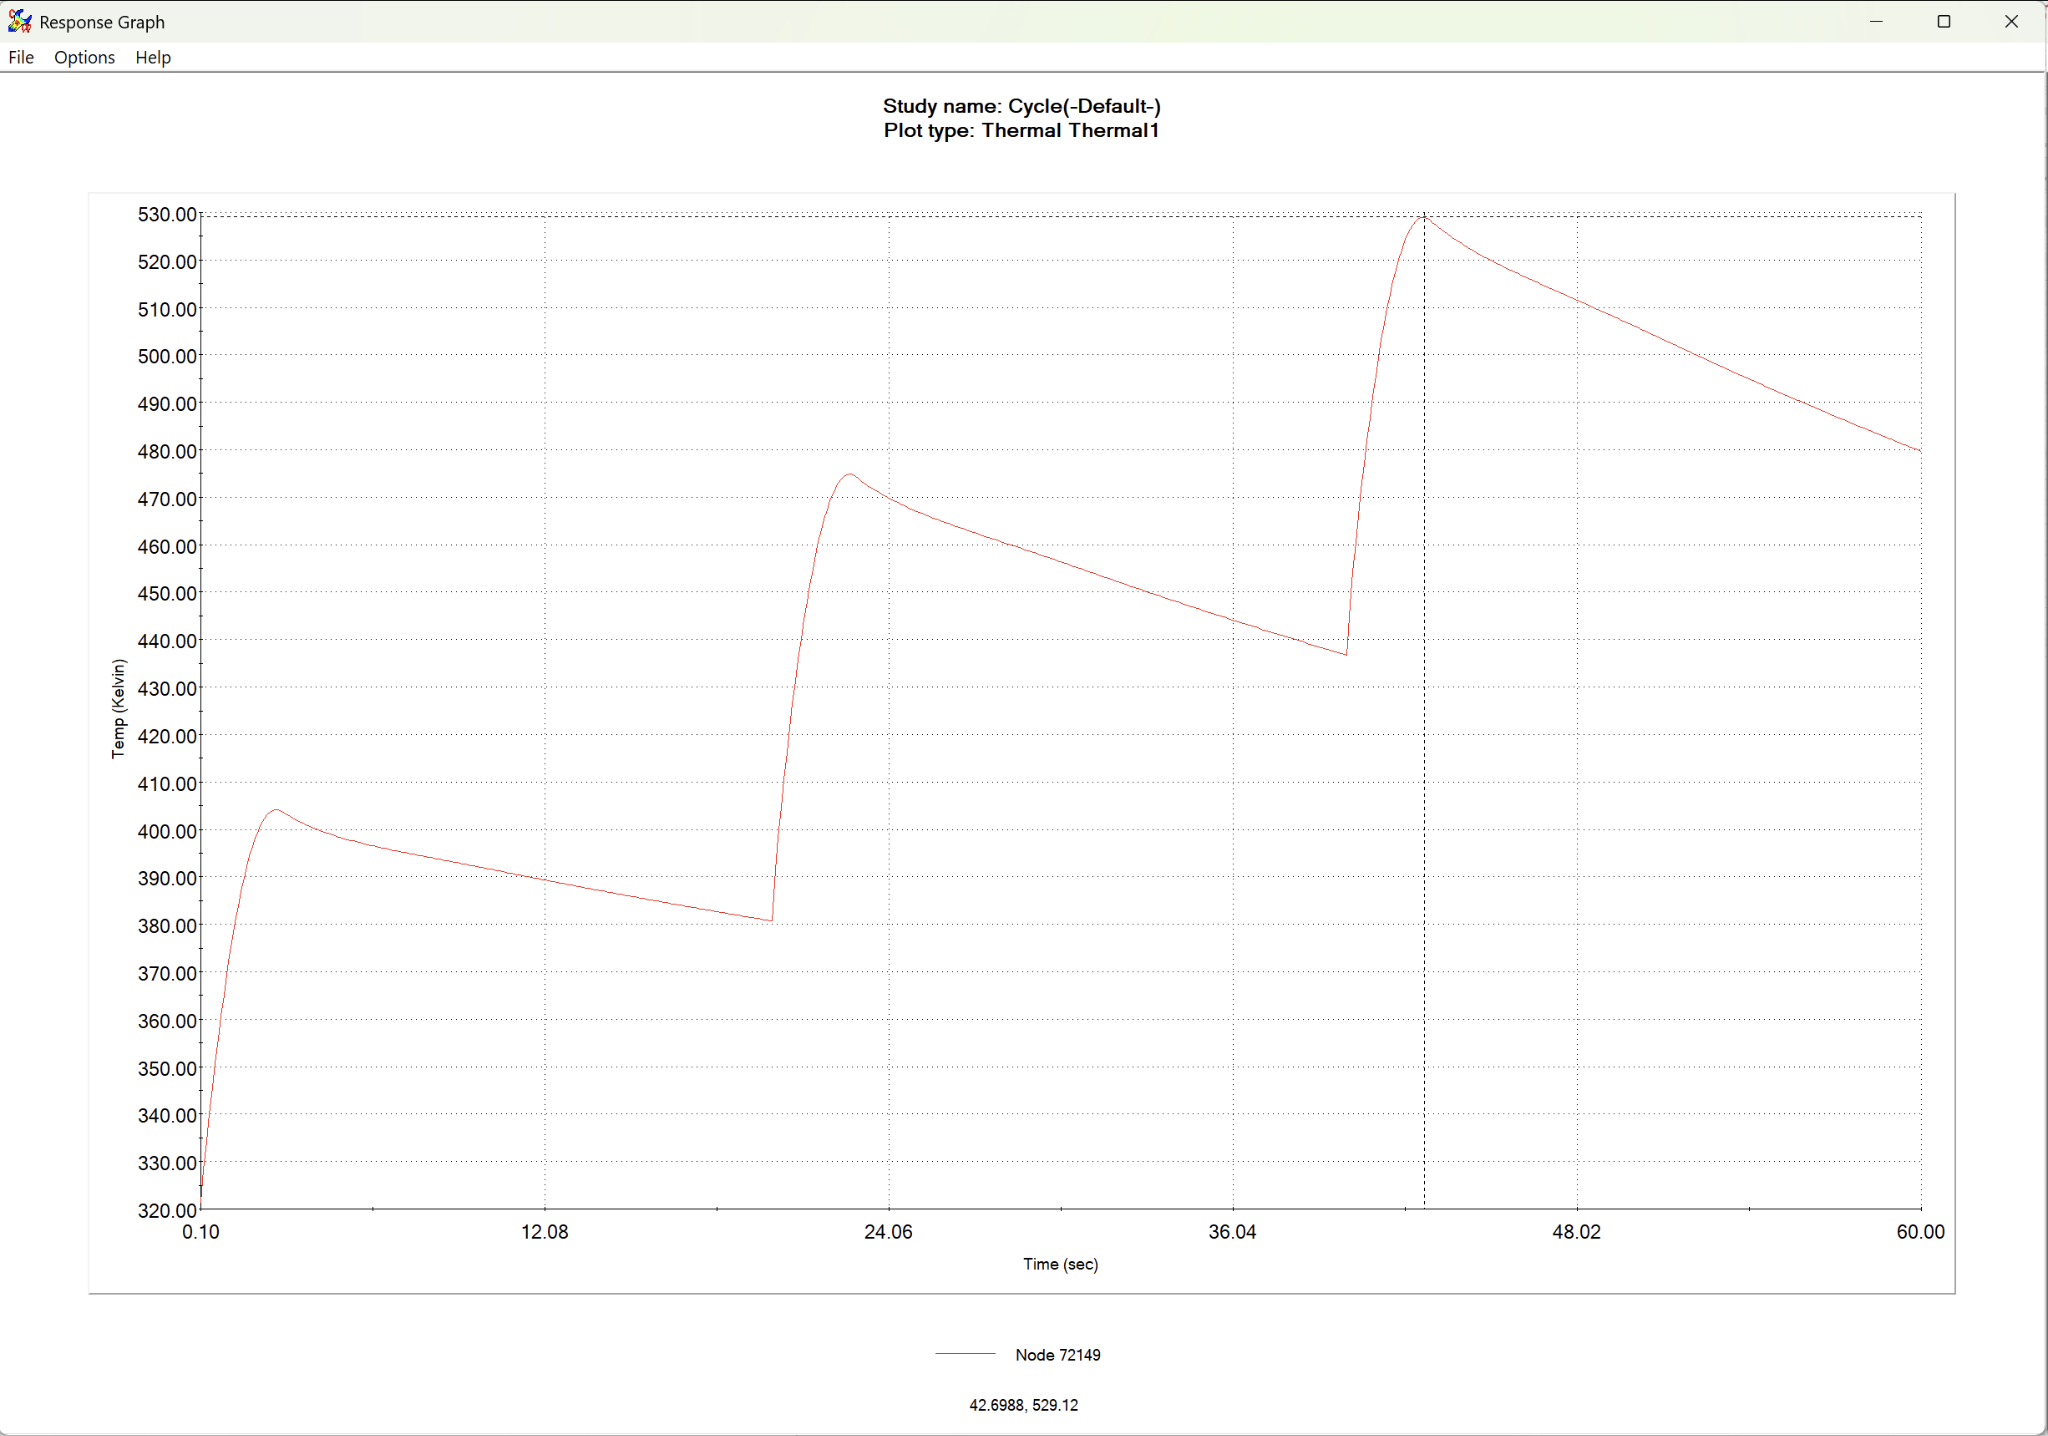 Response Graph
File Options Help
Study name: Cycle(-Default-)
Plot type: Thermal Thermal1
530.00
520.00
510.00
500.00
490.00
480.00
470.00
460.00
450.00
440.00
430.00
420.00
410.00
400.00
390.00
380.00
370.00
360.00
350.00
340.00
330.00
320.00
Temp (Kelvin)
0.10 12.08 24.06 36.04 48.02 60.00
Time (sec)
Node 72149
42.6988, 529.12